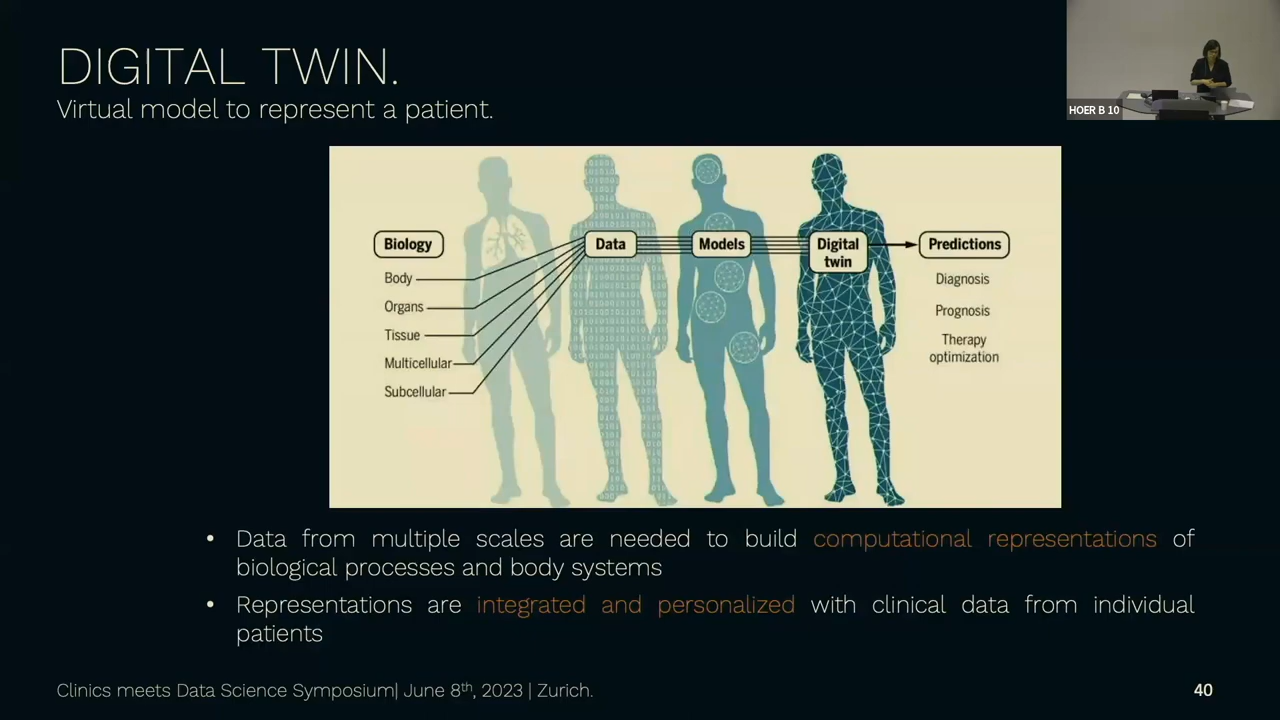 DIGITAL TWIN.
Virtual model to represent a patient.
HOER B 10
Biology
Body
Organs
Tissue
Multicellular
Subcellular
Data
Models
Digital
twin
Predictions
Diagnosis
Prognosis
Therapy
optimization
• Data from multiple scales are needed to build computational representations of
biological processes and body systems
• Representations are integrated and personalized with clinical data from individual
patients
Clinics meets Data Science Symposium| June 8th, 2023 | Zurich.
40